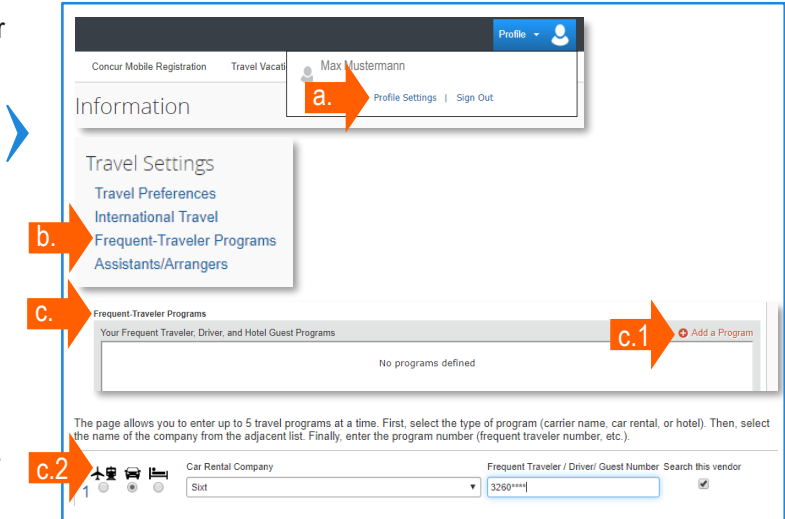 r
Profile
Concur Mobile Registration Travel Vacati
Max Mustermann
a.
Profile Settings | Sign Out
Information
Travel Settings
Travel Preferences
International Travel
b.
Frequent-Traveler Programs
Assistants/Arrangers
c.
Frequent-Traveler Programs
Your Frequent Traveler, Driver, and Hotel Guest Programs
c.1
Add a Program
No programs defined
The page allows you to enter up to 5 travel programs at a time. First, select the type of program (carrier name, car rental, or hotel). Then, select
the name of the company from the adjacent list. Finally, enter the program number (frequent traveler number, etc.).
c.2
Car Rental Company Frequent Traveler / Driver/ Guest Number Search this vendor
1 Sixt 3260****